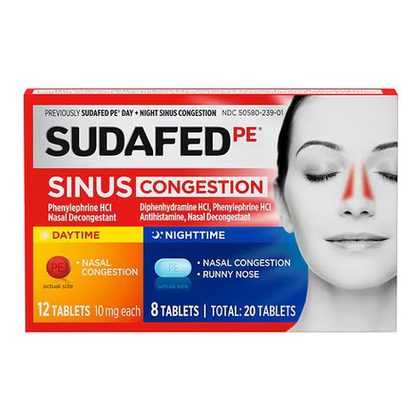 PREVIOUSLY SUDAFED PE® DAY + NIGHT SINUS CONGESTION NDC 50580-239-01
SUDAFED PE®
SINUS CONGESTION
Phenylephrine HCl
Nasal Decongestant
Diphenhydramine HCl, Phenylephrine HCl
Antihistamine, Nasal Decongestant
DAYTIME
NIGHTTIME
PE
• NASAL
CONGESTION
actual size
PE
• NASAL CONGESTION
• RUNNY NOSE
actual size
12 TABLETS 10 mg each
8 TABLETS | TOTAL: 20 TABLETS